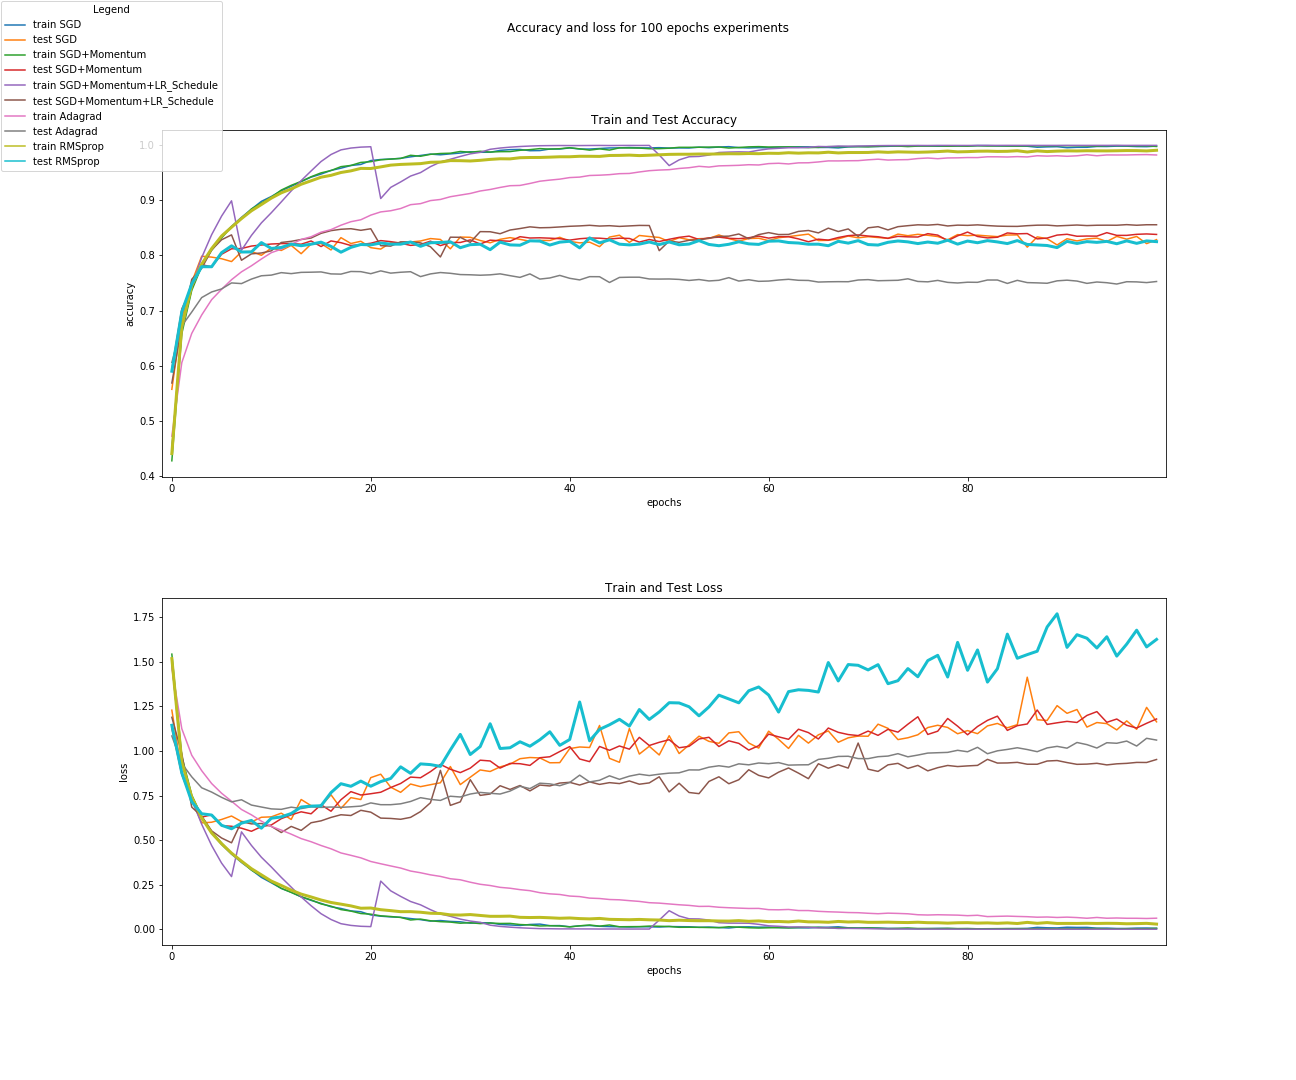 Legend
train SGD
test SGD
train SGD+Momentum
test SGD+Momentum
train SGD+Momentum+LR_Schedule
test SGD+Momentum+LR_Schedule
train Adagrad
test Adagrad
train RMSprop
test RMSprop
Accuracy and loss for 100 epochs experiments
Train and Test Accuracy
1.0
0.9
0.8
0.7
0.6
0.5
0.4
accuracy
0 20 40 60 80
epochs
Train and Test Loss
1.75
1.50
1.25
1.00
0.75
0.50
0.25
0.00
loss
0 20 40 60 80
epochs